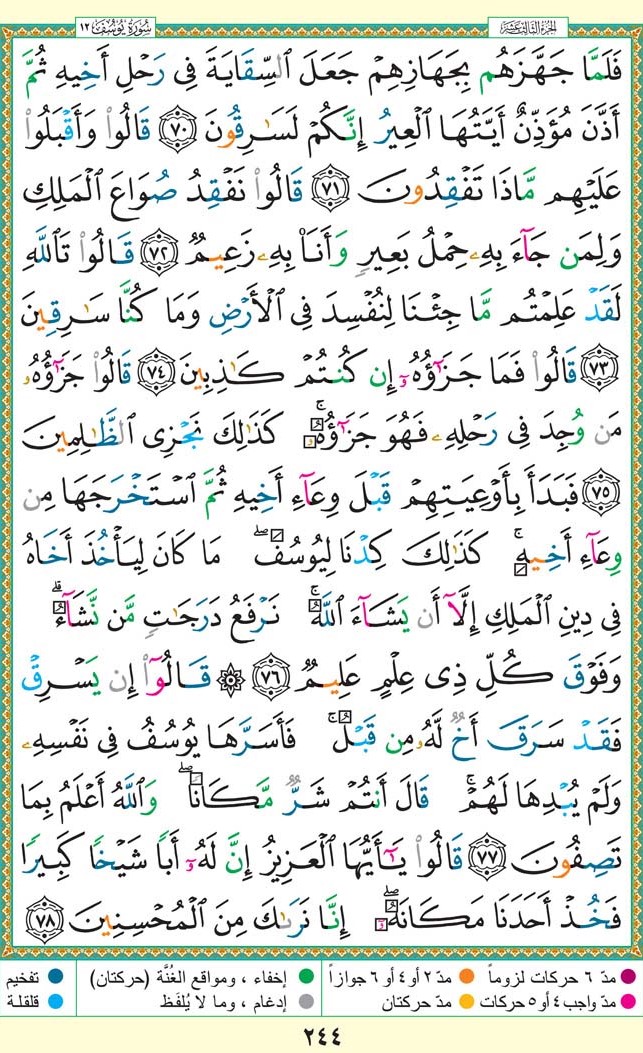 الجزء الثالث عشر
سُورَةُ يُوسُف ١٢
فَلَمَّا جَهَّزَهُم بِجَهَازِهِمْ جَعَلَ ٱلسِّقَايَةَ فِى رَحْلِ أَخِيهِ ثُمَّ
أَذَّنَ مُؤَذِّنٌ أَيَّتُهَا ٱلْعِيرُ إِنَّكُمْ لَسَـٰرِقُونَ ٧٠ قَالُوا۟ وَأَقْبَلُوا۟
عَلَيْهِم مَّاذَا تَفْقِدُونَ ٧١ قَالُوا۟ نَفْقِدُ صُوَاعَ ٱلْمَلِكِ
وَلِمَن جَآءَ بِهِۦ حِمْلُ بَعِيرٍ وَأَنَا۠ بِهِۦ زَعِيمٌ ٧٢ قَالُوا۟ تَٱللَّهِ
لَقَدْ عَلِمْتُم مَّا جِئْنَا لِنُفْسِدَ فِى ٱلْأَرْضِ وَمَا كُنَّا سَـٰرِقِينَ
٧٣ قَالُوا۟ فَمَا جَزَٰٓؤُهُۥٓ إِن كُنتُمْ كَـٰذِبِينَ ٧٤ قَالُوا۟ جَزَٰٓؤُهُۥ
مَن وُجِدَ فِى رَحْلِهِۦ فَهُوَ جَزَٰٓؤُهُۥ ۚ كَذَٰلِكَ نَجْزِى ٱلظَّـٰلِمِينَ
٧٥ فَبَدَأَ بِأَوْعِيَتِهِمْ قَبْلَ وِعَآءِ أَخِيهِ ثُمَّ ٱسْتَخْرَجَهَا مِن
وِعَآءِ أَخِيهِ ۚ كَذَٰلِكَ كِدْنَا لِيُوسُفَ ۖ مَا كَانَ لِيَأْخُذَ أَخَاهُ
فِى دِينِ ٱلْمَلِكِ إِلَّآ أَن يَشَآءَ ٱللَّهُ ۚ نَرْفَعُ دَرَجَـٰتٍ مَّن نَّشَآءُ ۗ
وَفَوْقَ كُلِّ ذِى عِلْمٍ عَلِيمٌ ٧٦ ۞ قَالُوٓا۟ إِن يَسْرِقْ
فَقَدْ سَرَقَ أَخٌ لَّهُۥ مِن قَبْلُ ۚ فَأَسَرَّهَا يُوسُفُ فِى نَفْسِهِۦ
وَلَمْ يُبْدِهَا لَهُمْ ۚ قَالَ أَنتُمْ شَرٌّ مَّكَانًا ۖ وَٱللَّهُ أَعْلَمُ بِمَا
تَصِفُونَ ٧٧ قَالُوا۟ يَـٰٓأَيُّهَا ٱلْعَزِيزُ إِنَّ لَهُۥٓ أَبًا شَيْخًا كَبِيرًا
فَخُذْ أَحَدَنَا مَكَانَهُۥٓ ۖ إِنَّا نَرَىٰكَ مِنَ ٱلْمُحْسِنِينَ ٧٨
مدّ ٦ حركات لزوماً مدّ ٢ أو ٤ أو ٦ جوازاً إخفاء ، ومواقع الغُنَّة (حركتان) تفخيم
مدّ واجب ٤ أو ٥ حركات مدّ حركتان إدغام ، وما لا يُلفَظ قلقلة
٢٤٤